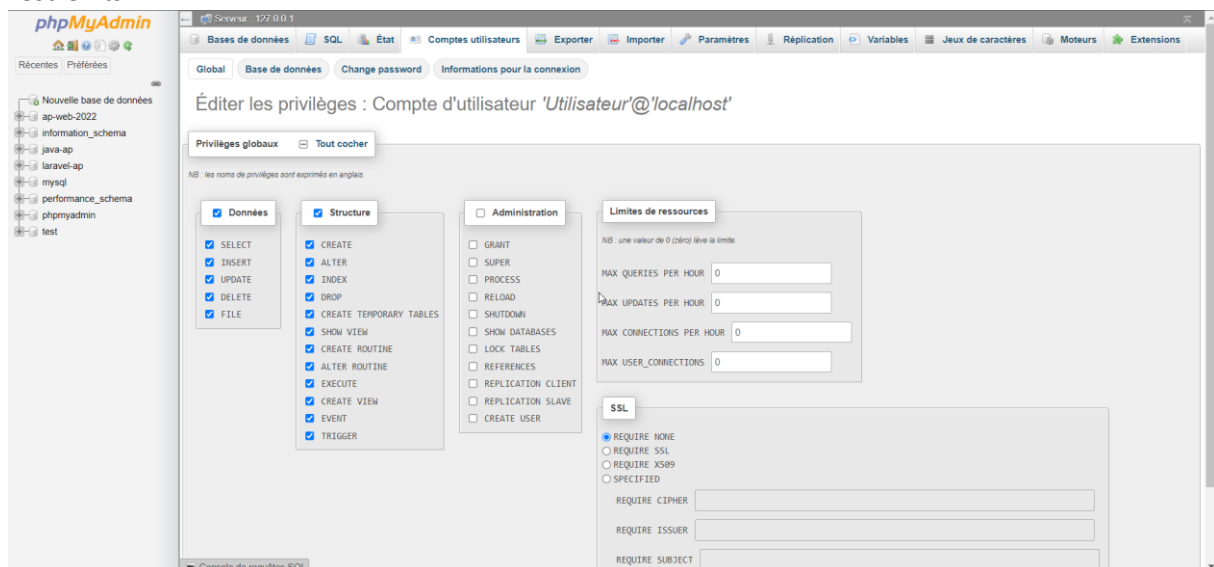 phpMyAdmin
Récentes Préférées
Nouvelle base de données
ap-web-2022
information_schema
java-ap
laravel-ap
mysql
performance_schema
phpmyadmin
test
Serveur : 127.0.0.1
Bases de données SQL État Comptes utilisateurs Exporter Importer Paramètres Réplication Variables Jeux de caractères Moteurs Extensions
Global Base de données Change password Informations pour la connexion
Éditer les privilèges : Compte d'utilisateur 'Utilisateur'@'localhost'
Privilèges globaux Tout cocher
NB : les noms de privilèges sont exprimés en anglais.
Données
SELECT
INSERT
UPDATE
DELETE
FILE
Structure
CREATE
ALTER
INDEX
DROP
CREATE TEMPORARY TABLES
SHOW VIEW
CREATE ROUTINE
ALTER ROUTINE
EXECUTE
CREATE VIEW
EVENT
TRIGGER
Administration
GRANT
SUPER
PROCESS
RELOAD
SHUTDOWN
SHOW DATABASES
LOCK TABLES
REFERENCES
REPLICATION CLIENT
REPLICATION SLAVE
CREATE USER
Limites de ressources
NB : une valeur de 0 (zéro) lève la limite.
MAX QUERIES PER HOUR 0
MAX UPDATES PER HOUR 0
MAX CONNECTIONS PER HOUR 0
MAX USER_CONNECTIONS 0
SSL
REQUIRE NONE
REQUIRE SSL
REQUIRE X509
SPECIFIED
REQUIRE CIPHER
REQUIRE ISSUER
REQUIRE SUBJECT
Console de requêtes SQL